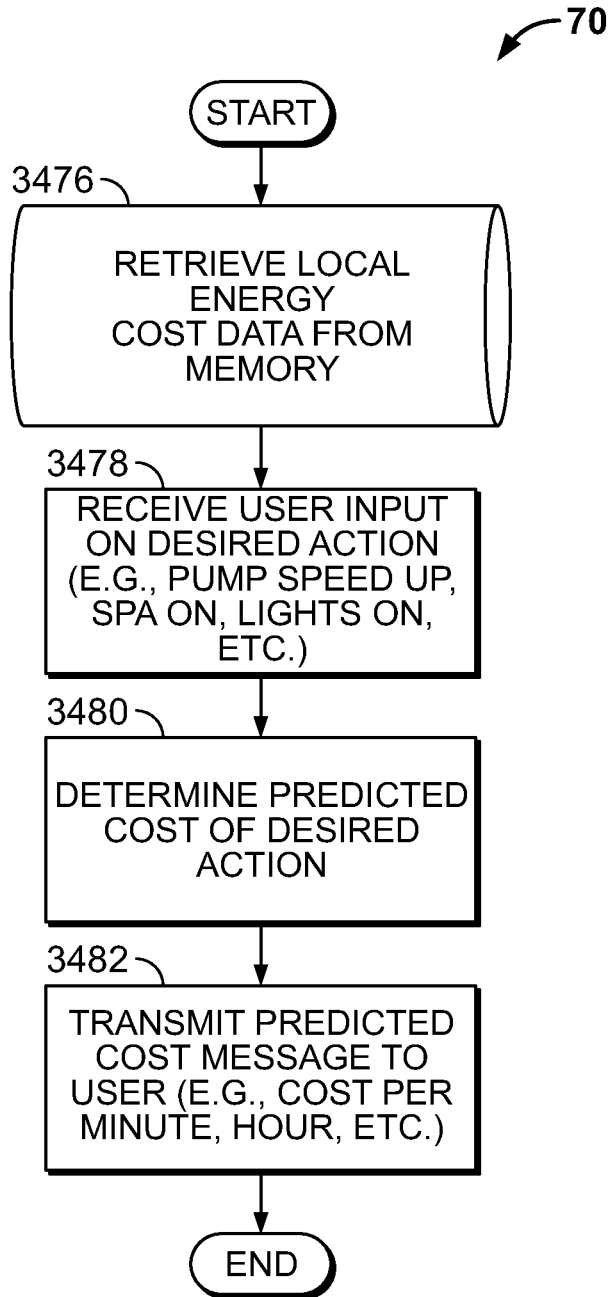 70
START
3476
RETRIEVE LOCAL
ENERGY
COST DATA FROM
MEMORY
3478
RECEIVE USER INPUT
ON DESIRED ACTION
(E.G., PUMP SPEED UP,
SPA ON, LIGHTS ON,
ETC.)
3480
DETERMINE PREDICTED
COST OF DESIRED
ACTION
3482
TRANSMIT PREDICTED
COST MESSAGE TO
USER (E.G., COST PER
MINUTE, HOUR, ETC.)
END